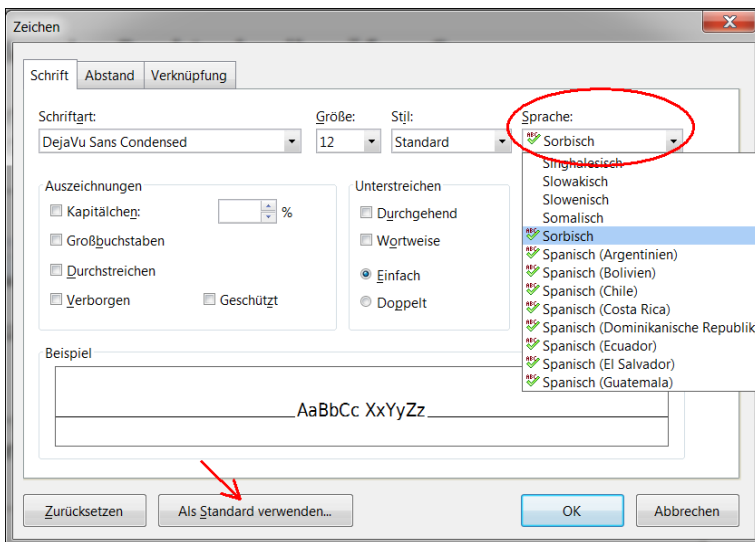 Zeichen
Schrift Abstand Verknüpfung
Schriftart: Größe: Stil: Sprache:
DejaVu Sans Condensed 12 Standard Sorbisch
Singhalesisch
Slowakisch
Slowenisch
Somalisch
Sorbisch
Spanisch (Argentinien)
Spanisch (Bolivien)
Spanisch (Chile)
Spanisch (Costa Rica)
Spanisch (Dominikanische Republik
Spanisch (Ecuador)
Spanisch (El Salvador)
Spanisch (Guatemala)
Auszeichnungen
Kapitälchen: %
Großbuchstaben
Durchstreichen
Verborgen Geschützt
Unterstreichen
Durchgehend
Wortweise
Einfach
Doppelt
Beispiel
AaBbCc XxYyZz
Zurücksetzen Als Standard verwenden... OK Abbrechen